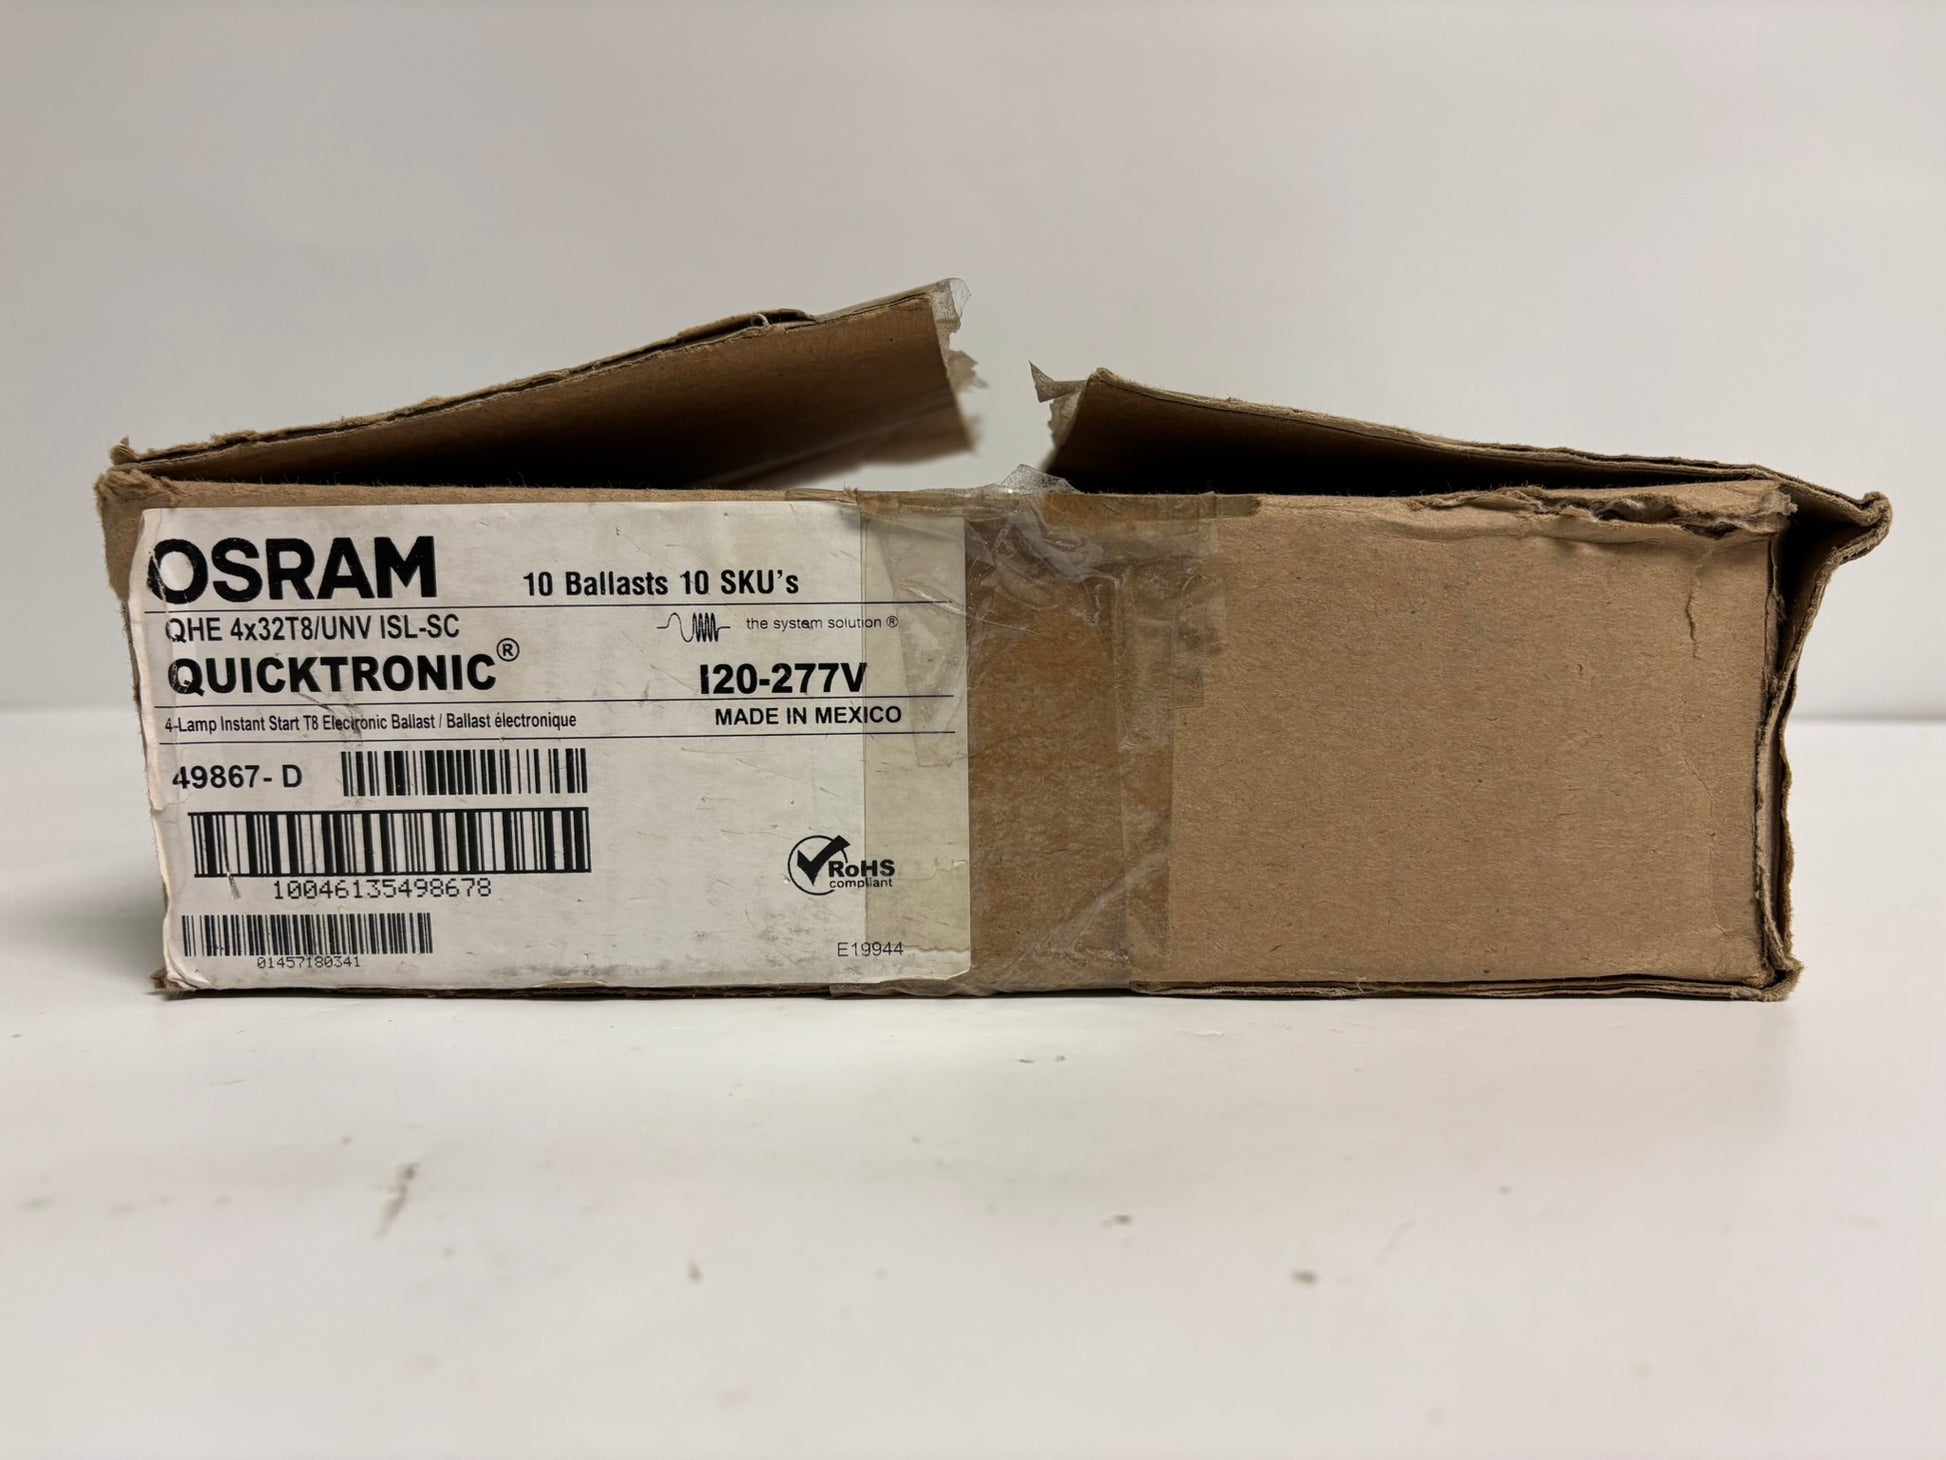 OSRAM
10 Ballasts 10 SKU's
QHE 4x32T8/UNV ISL-SC
the system solution ®
QUICKTRONIC®
I20-277V
4-Lamp Instant Start T8 Electronic Ballast / Ballast électronique
MADE IN MEXICO
49867- D
10046135498678
RoHS
compliant
01457180341
E19944